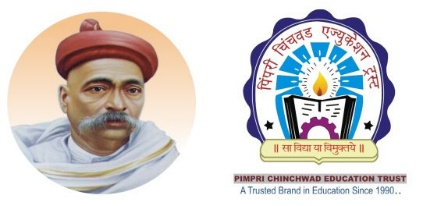 पिंपरी चिंचवड एज्युकेशन ट्रस्ट
॥ सा विद्या या विमुक्तये ॥
PIMPRI CHINCHWAD EDUCATION TRUST
A Trusted Brand in Education Since 1990..